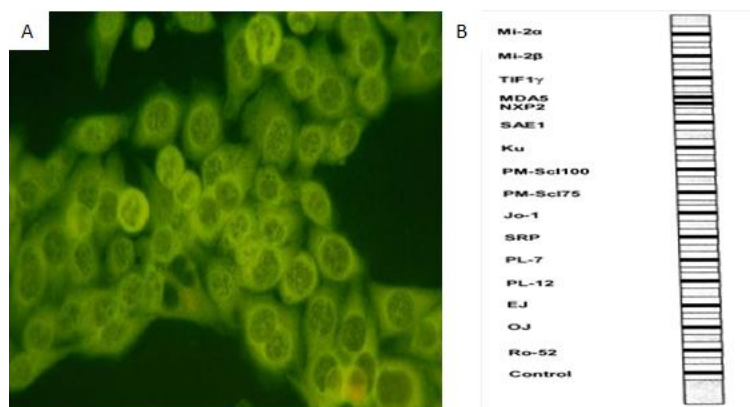 A
B
Mi-2α
Mi-2β
TIF1γ
MDA5
NXP2
SAE1
Ku
PM-Scl100
PM-Scl75
Jo-1
SRP
PL-7
PL-12
EJ
OJ
Ro-52
Control